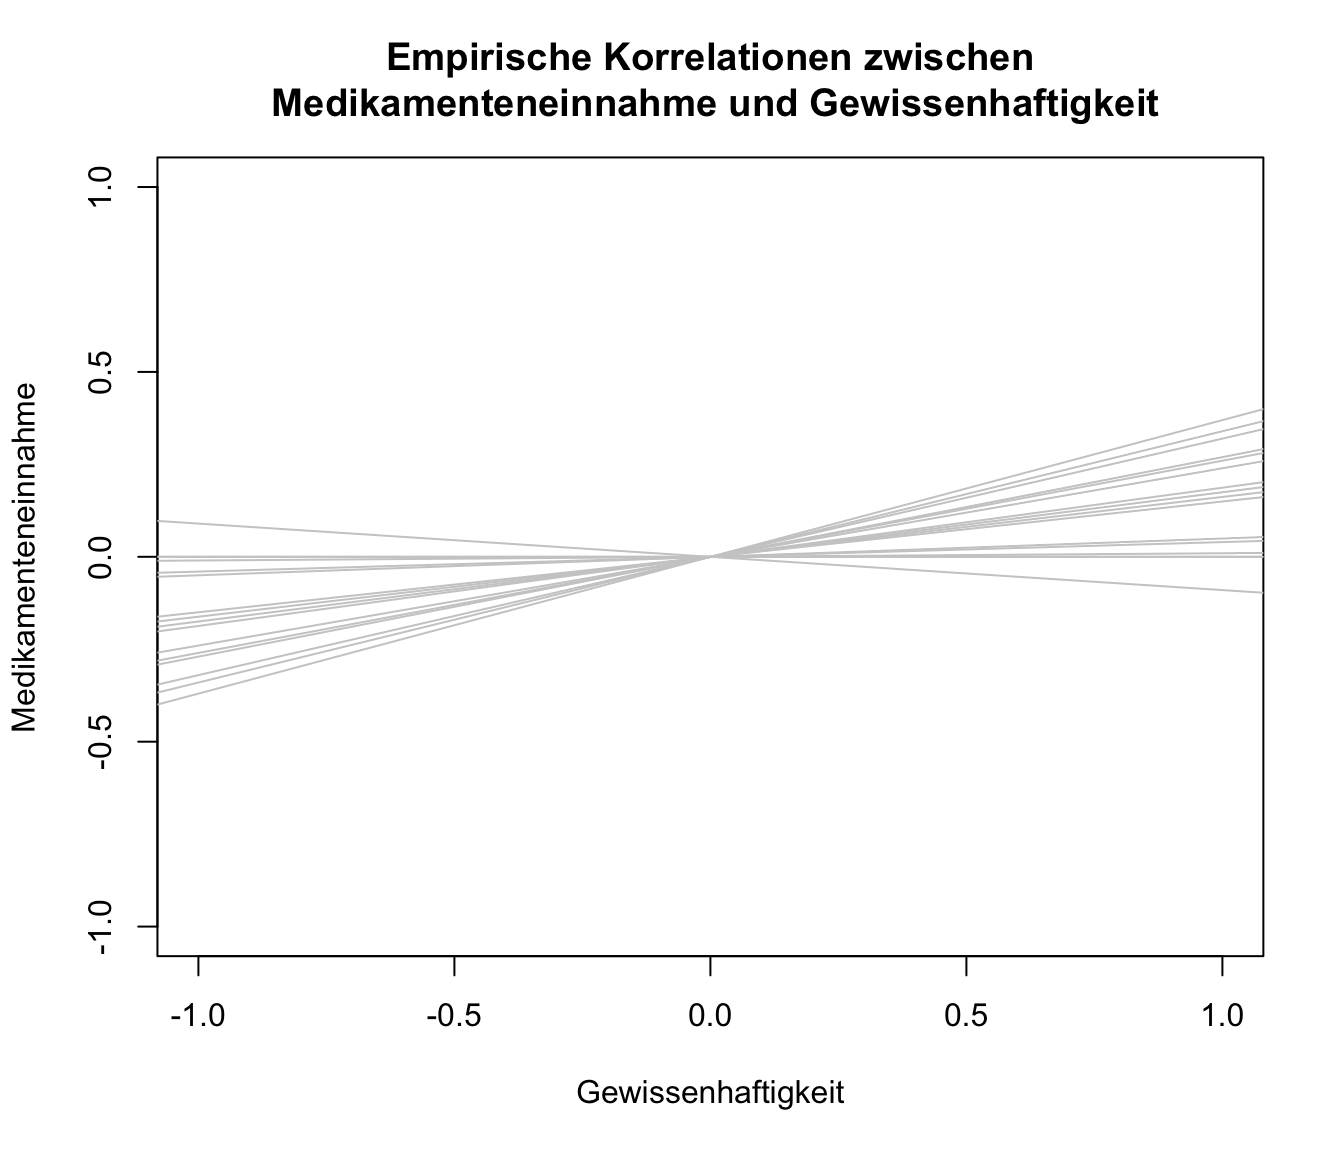 Empirische Korrelationen zwischen
Medikamenteneinnahme und Gewissenhaftigkeit
Medikamenteneinnahme
1.0
0.5
0.0
-0.5
-1.0
-1.0 -0.5 0.0 0.5 1.0
Gewissenhaftigkeit